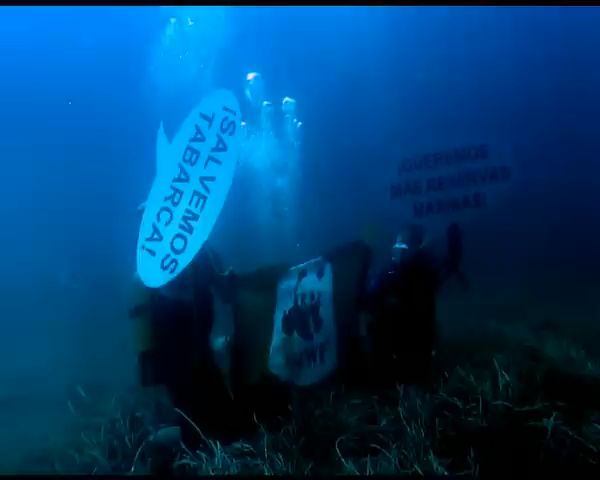 ¡SALVEMOS
TABARCA!
¡QUEREMOS
MÁS RESERVAS
MARINAS!